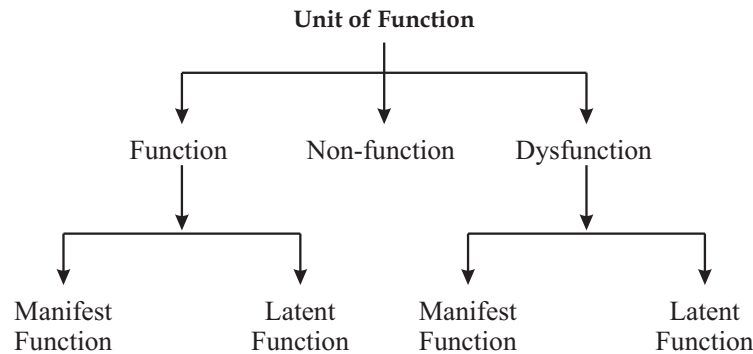 Unit of Function
Function Non-function Dysfunction
Manifest Latent Manifest Latent
Function Function Function Function